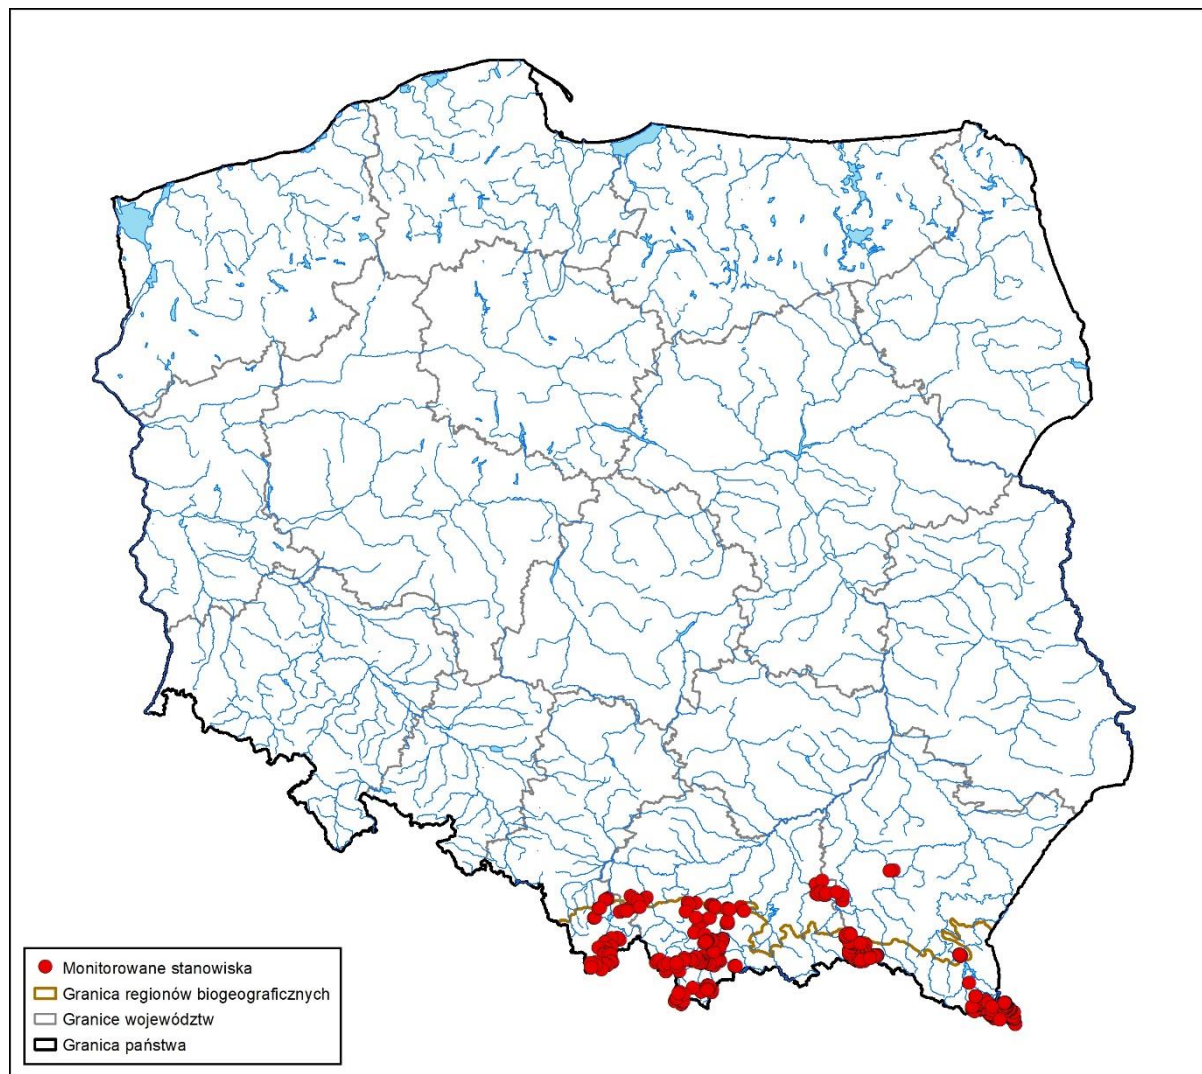 Monitorowane stanowiska
Granica regionów biogeograficznych
Granice województw
Granica państwa